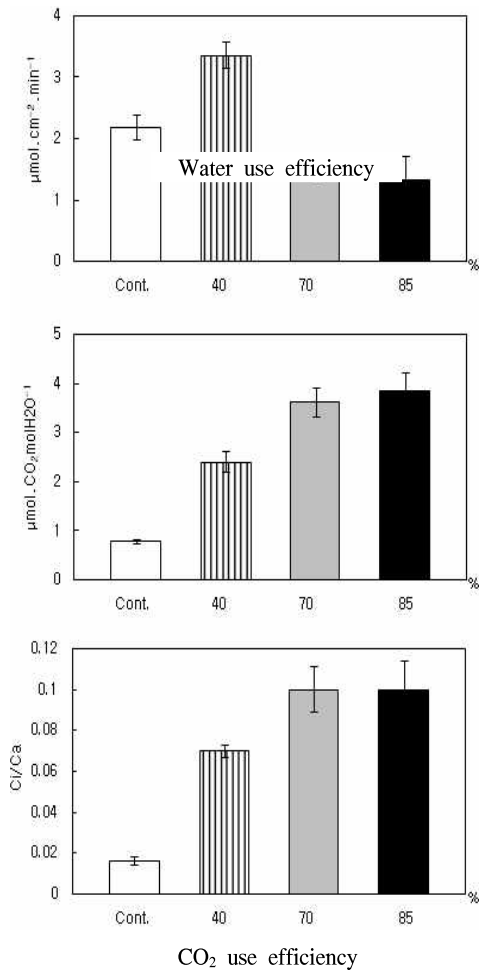 4
3
2
1
0
μmol.cm⁻².min⁻¹
Water use efficiency
Cont. 40 70 85 %
5
4
3
2
1
0
μmol.CO₂molH2O⁻¹
Cont. 40 70 85 %
0.12
0.1
0.08
0.06
0.04
0.02
0
Ci/Ca
Cont. 40 70 85 %
CO₂ use efficiency